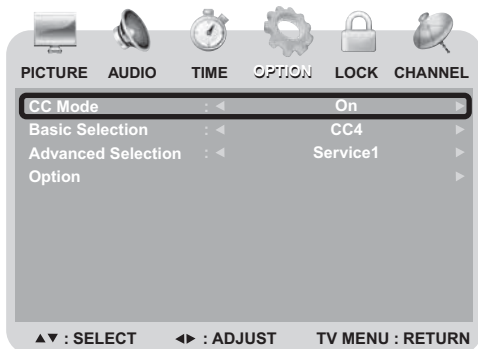 PICTURE AUDIO TIME OPTION LOCK CHANNEL
CC Mode : ◄ On ►
Basic Selection : ◄ CC4 ►
Advanced Selection : ◄ Service1 ►
Option ►
▲▼ : SELECT ◄► : ADJUST TV MENU : RETURN